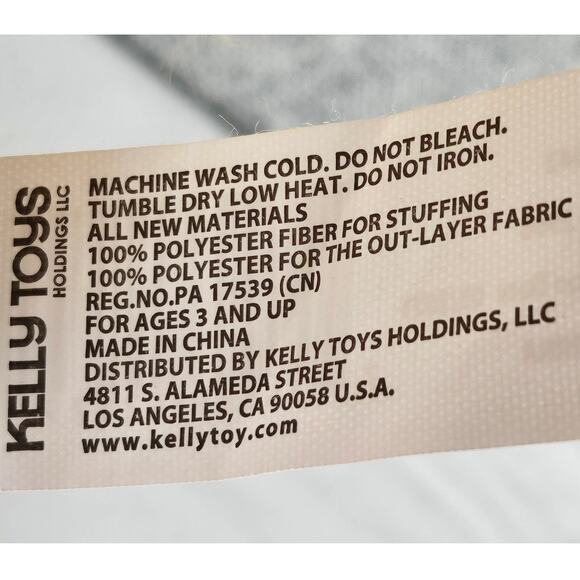 KELLY TOYS
HOLDINGS LLC
MACHINE WASH COLD. DO NOT BLEACH.
TUMBLE DRY LOW HEAT. DO NOT IRON.
ALL NEW MATERIALS
100% POLYESTER FIBER FOR STUFFING
100% POLYESTER FOR THE OUT-LAYER FABRIC
REG.NO.PA 17539 (CN)
FOR AGES 3 AND UP
MADE IN CHINA
DISTRIBUTED BY KELLY TOYS HOLDINGS, LLC
4811 S. ALAMEDA STREET
LOS ANGELES, CA 90058 U.S.A.
www.kellytoy.com